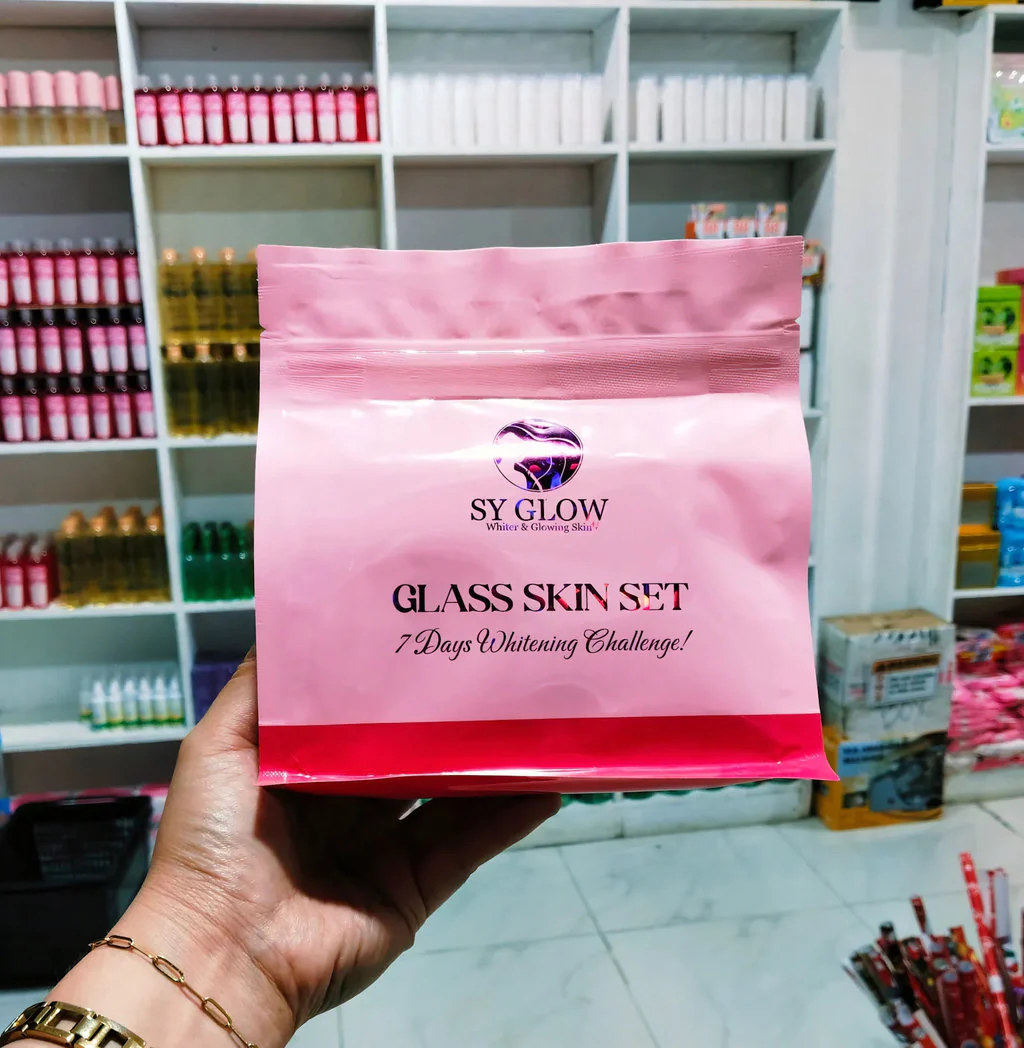 SY GLOW
Whiter & Glowing Skin
GLASS SKIN SET
7 Days Whitening Challenge!